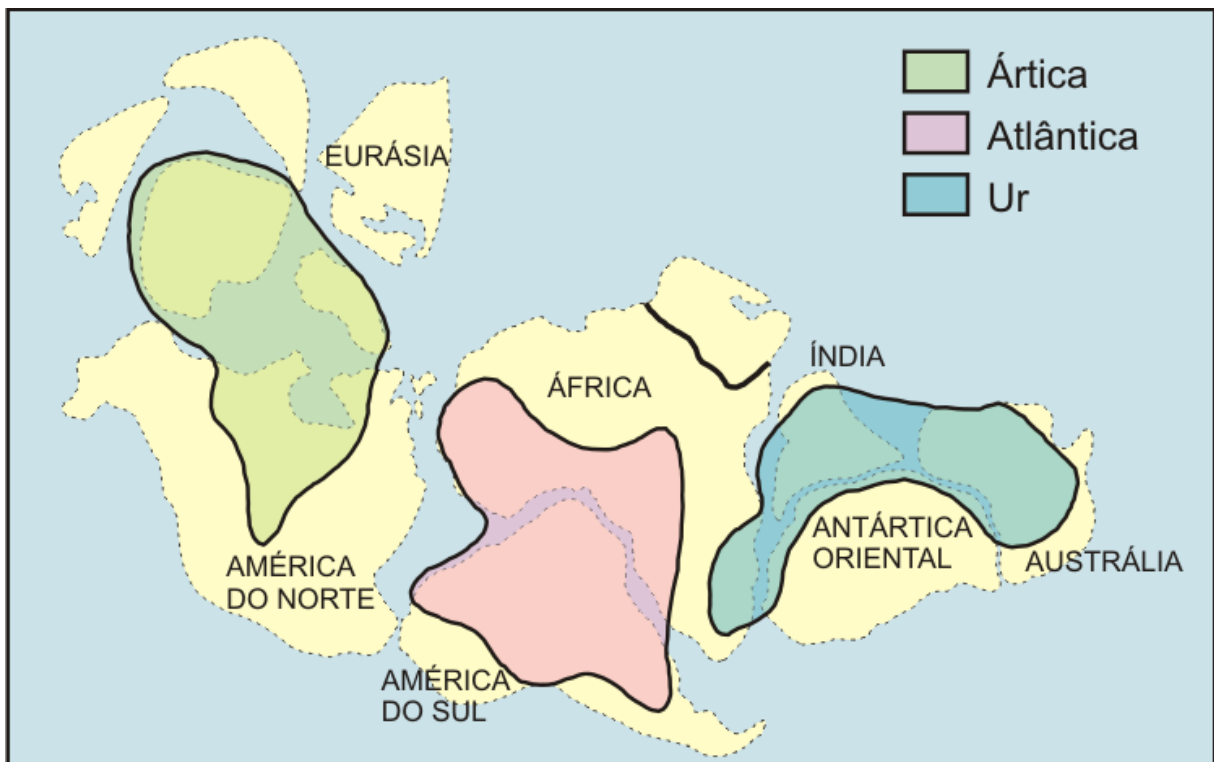 Ártica
Atlântica
Ur
EURÁSIA
ÍNDIA
ÁFRICA
ANTÁRTICA
ORIENTAL
AUSTRÁLIA
AMÉRICA
DO NORTE
AMÉRICA
DO SUL